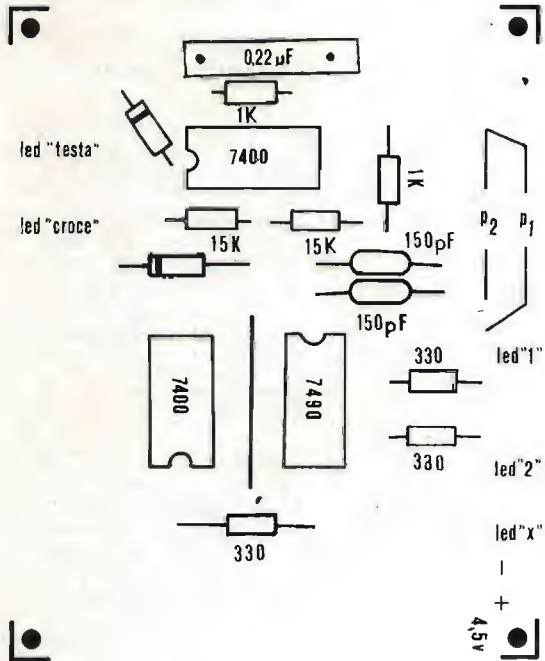 0,22 µF
1K
led "testa"
7400
1K
led "croce"
p2 p1
15K 15K
150pF
150pF
330
led "1"
7400
7490
330
led "2"
330
led "x"
–
+
4,5v